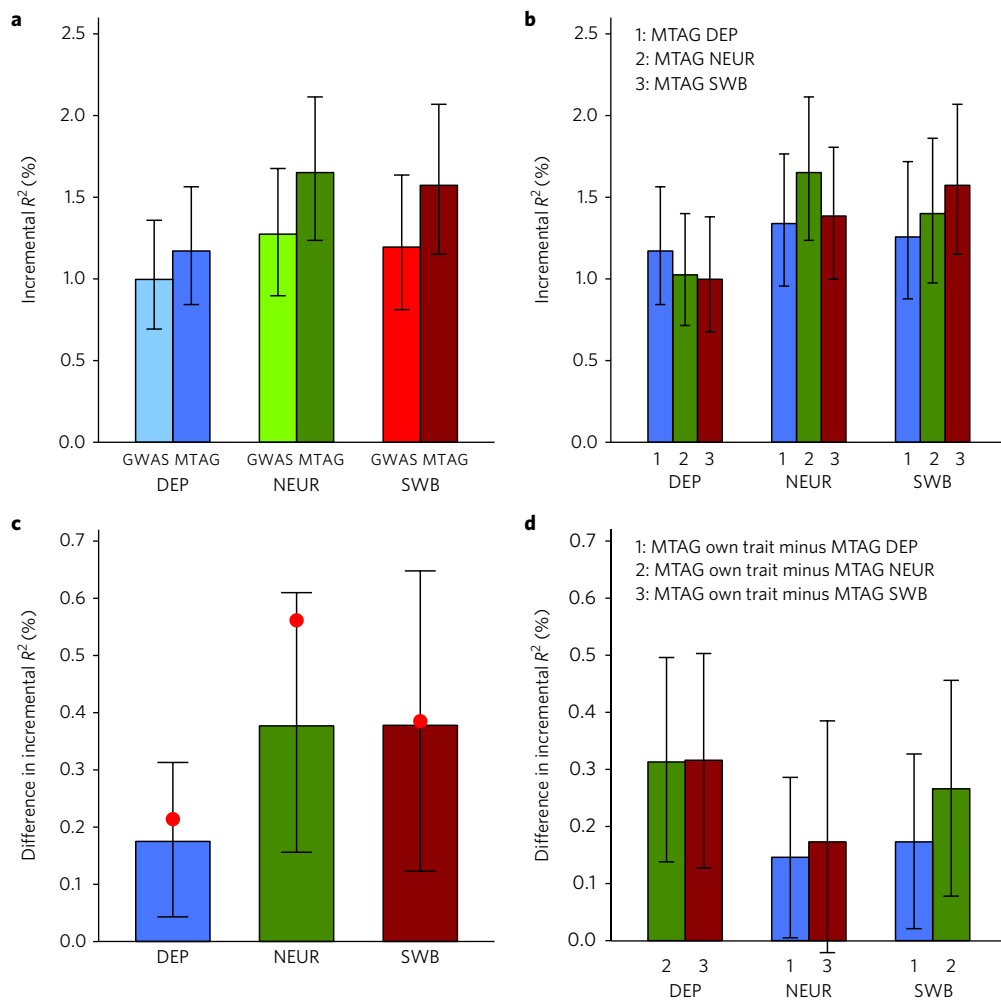 a
2.5
2.0
1.5
1.0
0.5
0.0
Incremental R² (%)
GWAS MTAG GWAS MTAG GWAS MTAG
DEP NEUR SWB
b
1: MTAG DEP
2: MTAG NEUR
3: MTAG SWB
2.5
2.0
1.5
1.0
0.5
0.0
Incremental R² (%)
1 2 3 1 2 3 1 2 3
DEP NEUR SWB
c
0.7
0.6
0.5
0.4
0.3
0.2
0.1
0.0
Difference in incremental R² (%)
DEP NEUR SWB
d
1: MTAG own trait minus MTAG DEP
2: MTAG own trait minus MTAG NEUR
3: MTAG own trait minus MTAG SWB
0.7
0.6
0.5
0.4
0.3
0.2
0.1
0.0
Difference in incremental R² (%)
2 3 1 3 1 2
DEP NEUR SWB